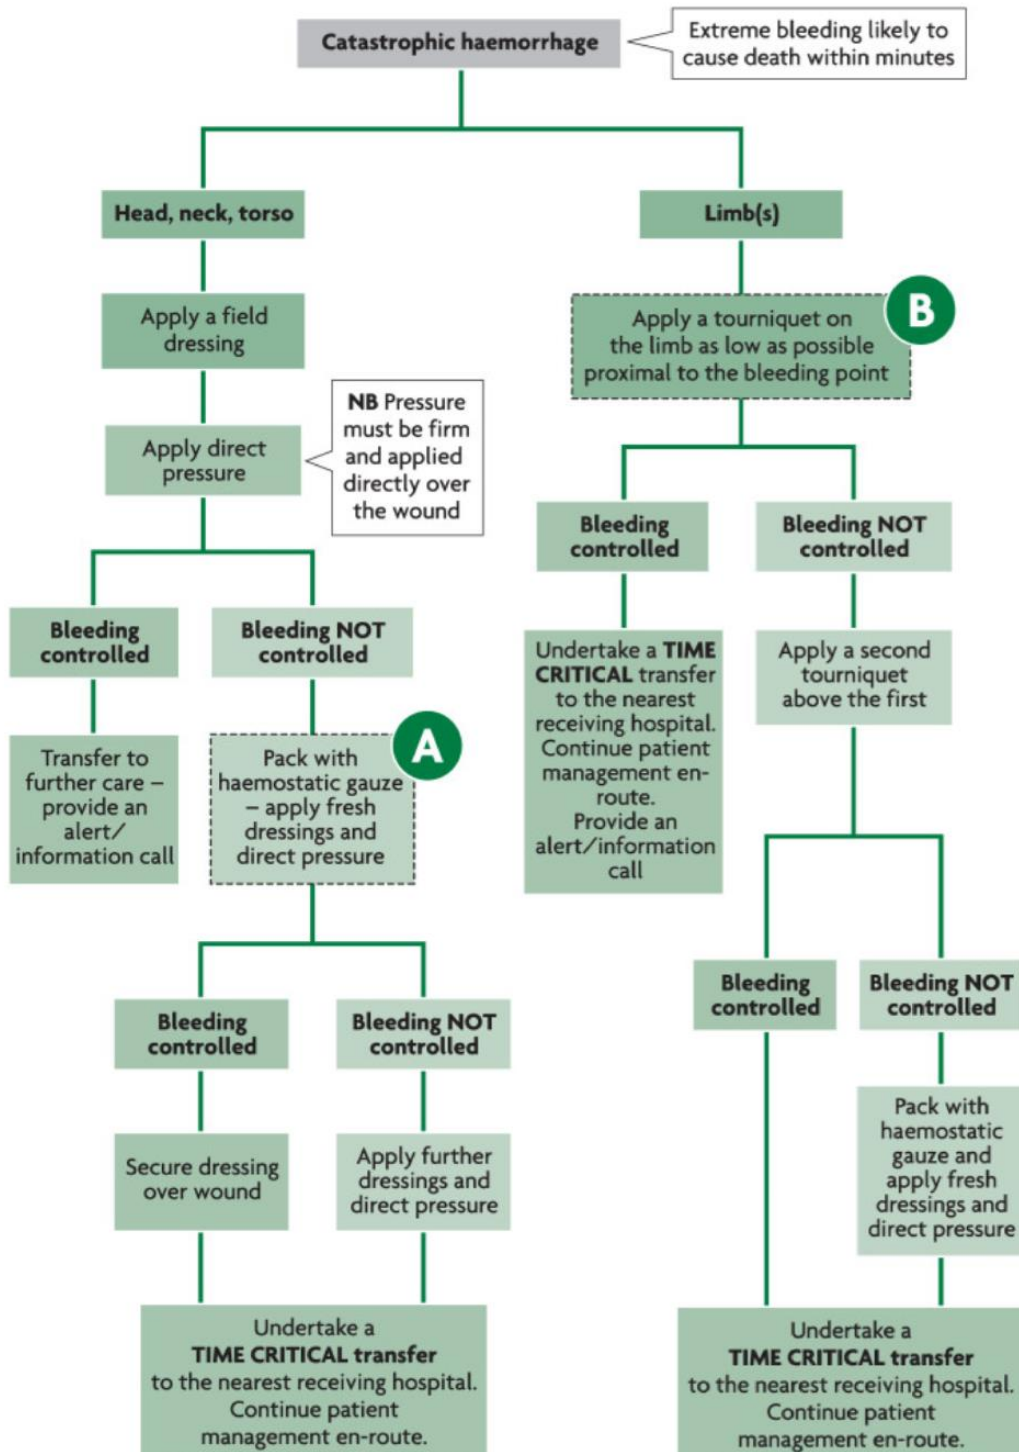 Catastrophic haemorrhage
Extreme bleeding likely to
cause death within minutes
Head, neck, torso
Apply a field
dressing
Apply direct
pressure
NB Pressure
must be firm
and applied
directly over
the wound
Bleeding
controlled
Bleeding NOT
controlled
Transfer to
further care –
provide an
alert/
information call
A
Pack with
haemostatic gauze
– apply fresh
dressings and
direct pressure
Bleeding
controlled
Bleeding NOT
controlled
Secure dressing
over wound
Apply further
dressings and
direct pressure
Undertake a
TIME CRITICAL transfer
to the nearest receiving hospital.
Continue patient
management en-route.
Limb(s)
B
Apply a tourniquet on
the limb as low as possible
proximal to the bleeding point
Bleeding
controlled
Bleeding NOT
controlled
Undertake a TIME
CRITICAL transfer
to the nearest
receiving hospital.
Continue patient
management en-
route.
Provide an
alert/information
call
Apply a second
tourniquet
above the first
Bleeding
controlled
Bleeding NOT
controlled
Pack with
haemostatic
gauze and
apply fresh
dressings and
direct pressure
Undertake a
TIME CRITICAL transfer
to the nearest receiving hospital.
Continue patient
management en-route.